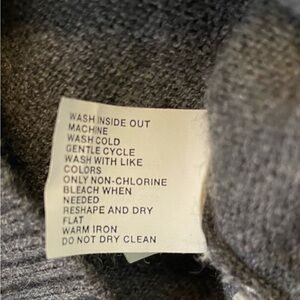 WASH INSIDE OUT
MACHINE
WASH COLD
GENTLE CYCLE
WASH WITH LIKE
COLORS
ONLY NON-CHLORINE
BLEACH WHEN
NEEDED
RESHAPE AND DRY
FLAT
WARM IRON
DO NOT DRY CLEAN